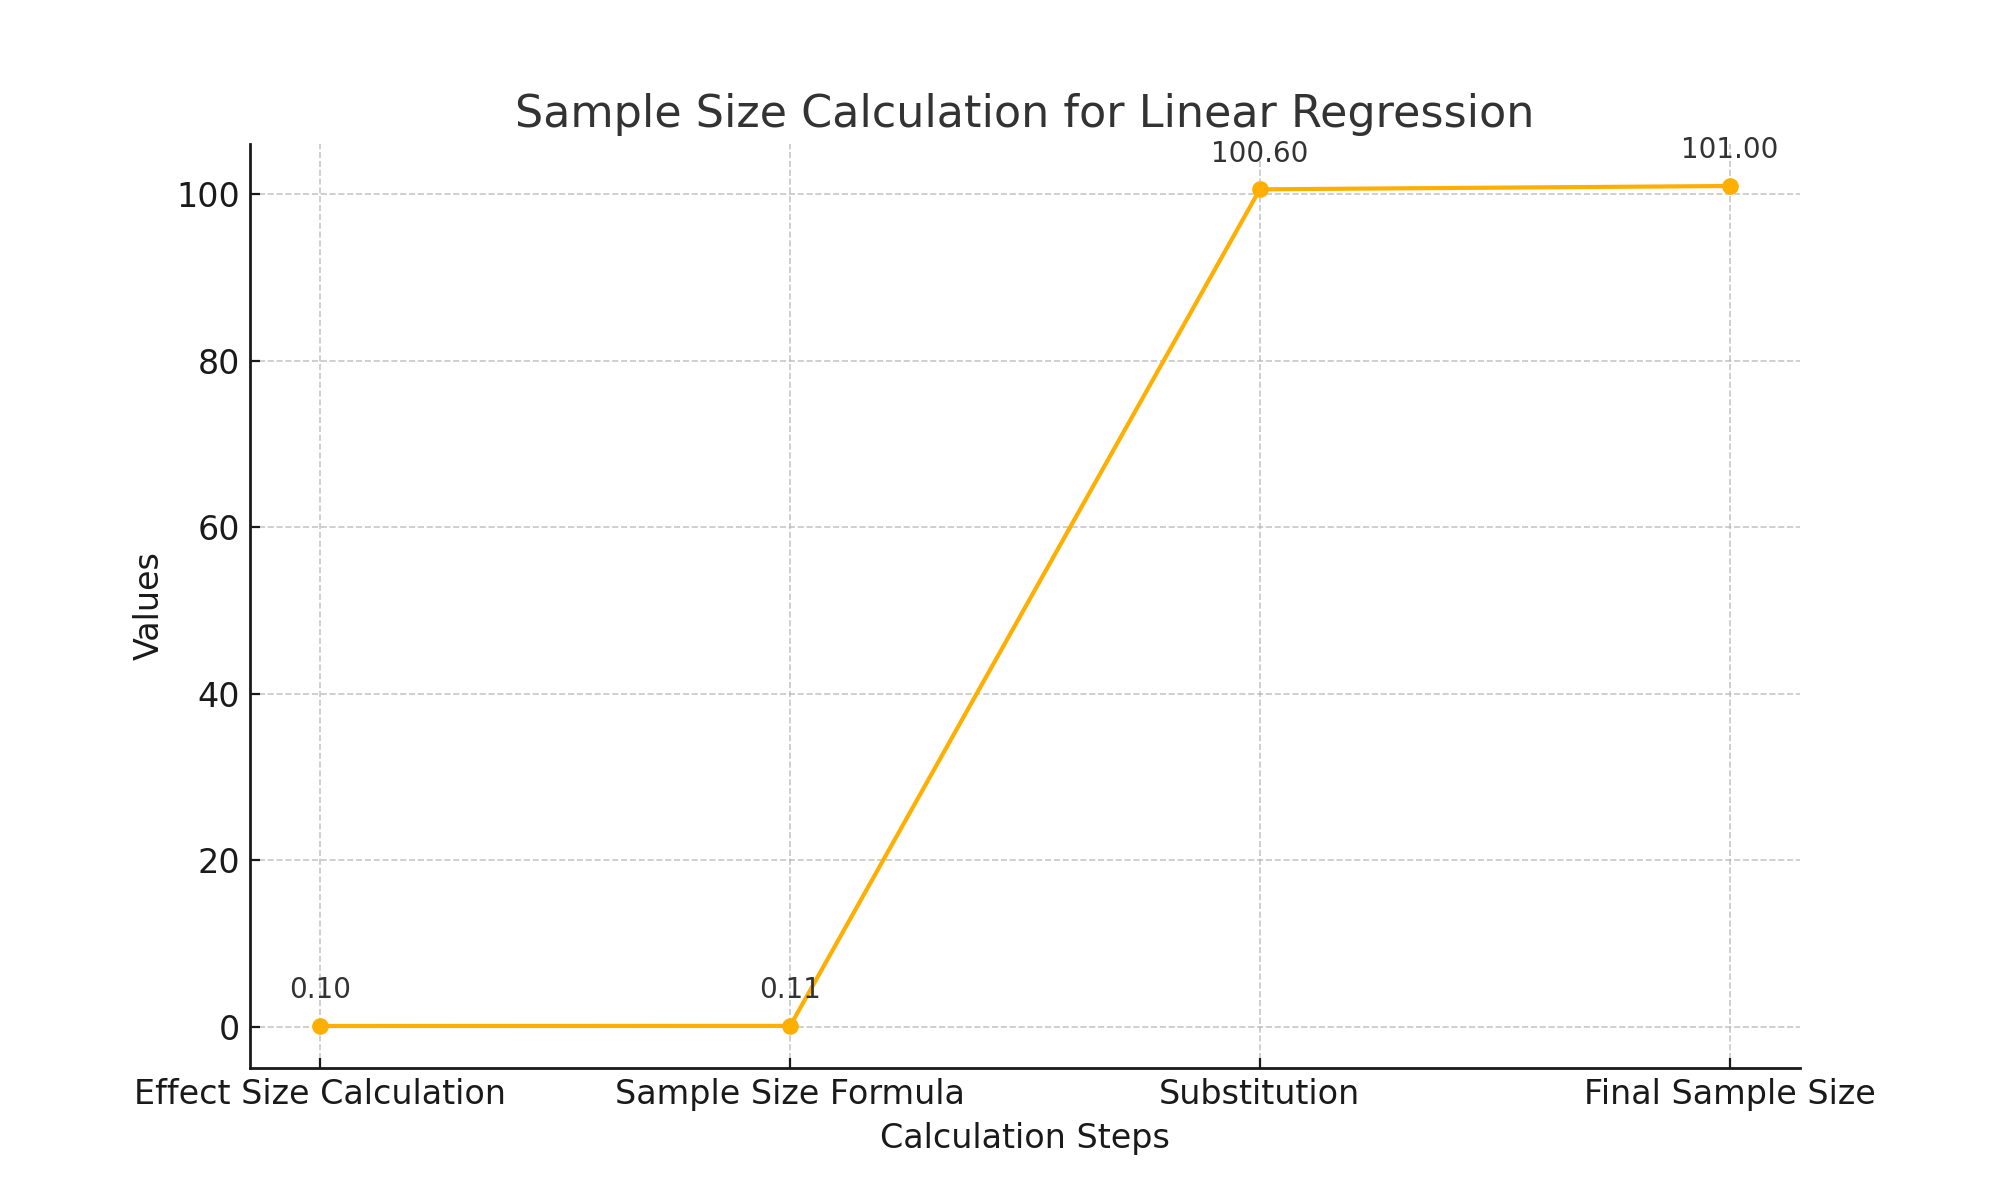 Sample Size Calculation for Linear Regression
100.60
101.00
100
80
60
40
20
0
Values
0.10
0.11
Effect Size Calculation
Sample Size Formula
Substitution
Final Sample Size
Calculation Steps